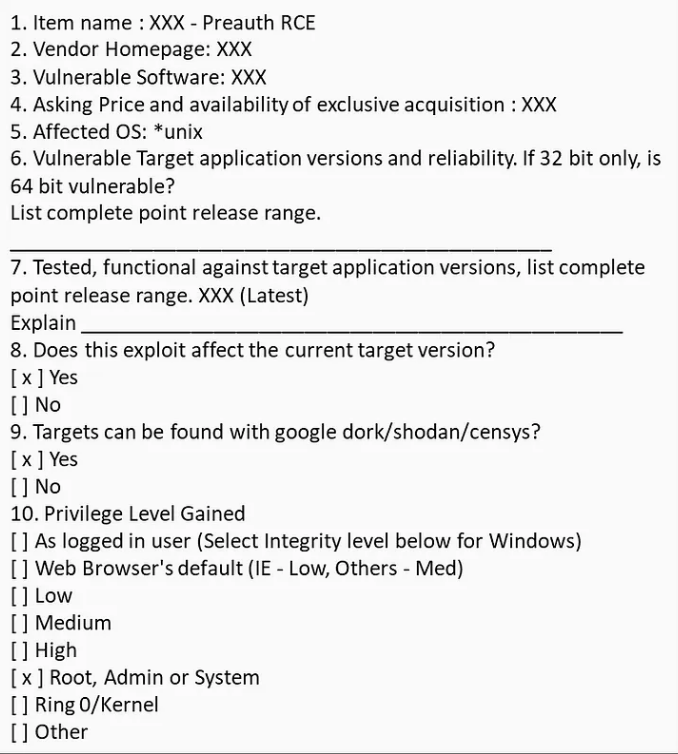 1. Item name : XXX - Preauth RCE
2. Vendor Homepage: XXX
3. Vulnerable Software: XXX
4. Asking Price and availability of exclusive acquisition : XXX
5. Affected OS: *unix
6. Vulnerable Target application versions and reliability. If 32 bit only, is
64 bit vulnerable?
List complete point release range.
_______________________________________________
7. Tested, functional against target application versions, list complete
point release range. XXX (Latest)
Explain _______________________________________________
8. Does this exploit affect the current target version?
[ x ] Yes
[ ] No
9. Targets can be found with google dork/shodan/censys?
[ x ] Yes
[ ] No
10. Privilege Level Gained
[ ] As logged in user (Select Integrity level below for Windows)
[ ] Web Browser's default (IE - Low, Others - Med)
[ ] Low
[ ] Medium
[ ] High
[ x ] Root, Admin or System
[ ] Ring 0/Kernel
[ ] Other